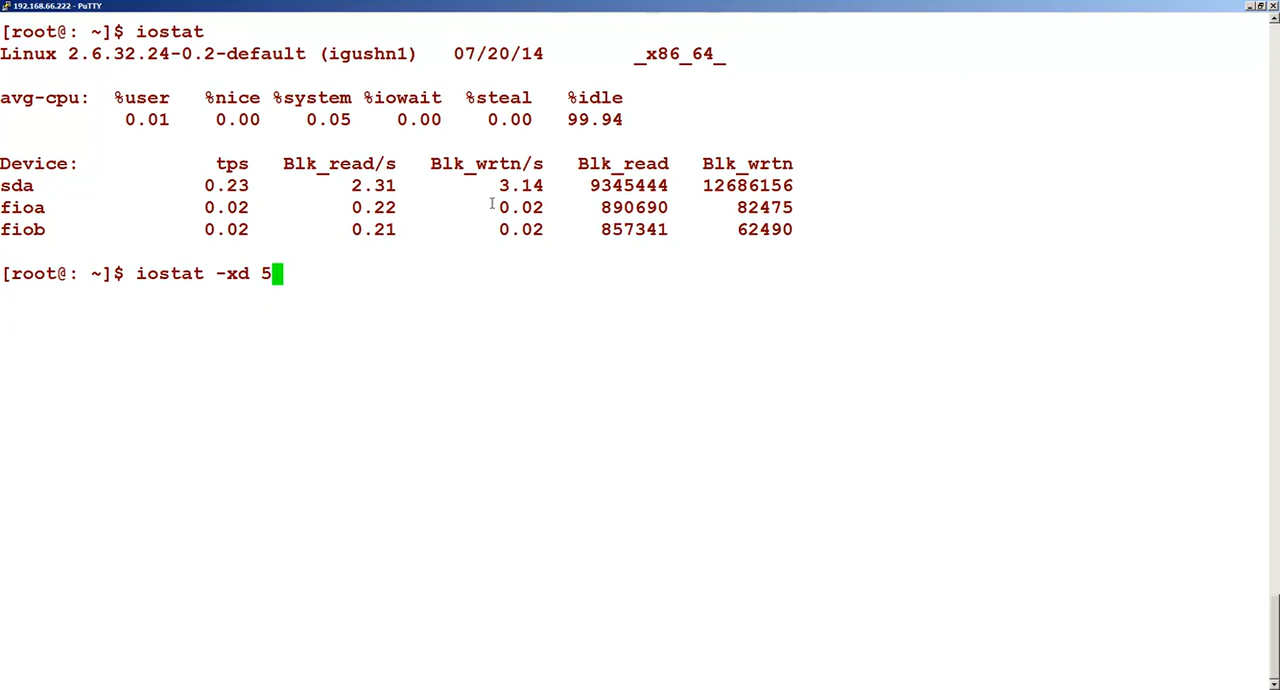 192.168.66.222 - PuTTY
[root@: ~]$ iostat
Linux 2.6.32.24-0.2-default (igushn1) 07/20/14 _x86_64_
avg-cpu: %user %nice %system %iowait %steal %idle
0.01 0.00 0.05 0.00 0.00 99.94
Device: tps Blk_read/s Blk_wrtn/s Blk_read Blk_wrtn
sda 0.23 2.31 3.14 9345444 12686156
fioa 0.02 0.22 0.02 890690 82475
fiob 0.02 0.21 0.02 857341 62490
[root@: ~]$ iostat -xd 5